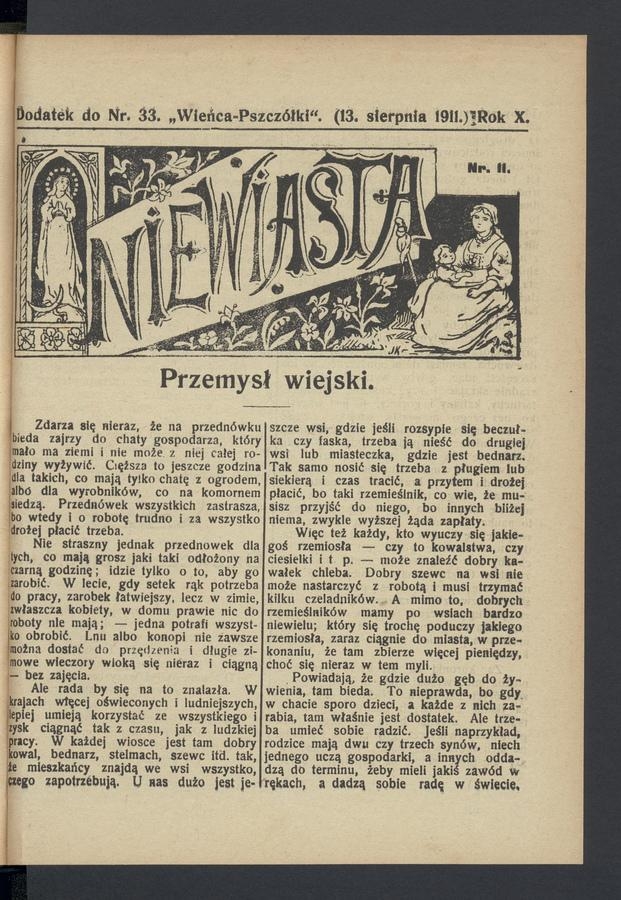 Dodatek do Nr. 33. „Wieńca-Pszczółki“. (13. sierpnia 1911.) Rok X.
Nr. 11.
NIEWIASTA
JK
Przemysł wiejski.
Zdarza się nieraz, że na przednówku
bieda zajrzy do chaty gospodarza, który
mało ma ziemi i nie może z niej całej ro-
dziny wyżywić. Cięższa to jeszcze godzina
dla takich, co mają tylko chatę z ogrodem,
albo dla wyrobników, co na komornem
siedzą. Przednówek wszystkich zastrasza,
bo wtedy i o robotę trudno i za wszystko
drożej płacić trzeba.
Nie straszny jednak przednowek dla
tych, co mają grosz jaki taki odłożony na
czarną godzinę; idzie tylko o to, aby go
zarobić. W lecie, gdy setek rąk potrzeba
do pracy, zarobek łatwiejszy, lecz w zimie,
zwłaszcza kobiety, w domu prawie nic do
roboty nie mają; — jedna potrafi wszyst-
ko obrobić. Lnu albo konopi nie zawsze
można dostać do przędzenia i długie zi-
mowe wieczory wloką się nieraz i ciągną
— bez zajęcia.
Ale rada by się na to znalazła. W
krajach więcej oświeconych i ludniejszych,
lepiej umieją korzystać ze wszystkiego i
zysk ciągnąć tak z czasu, jak z ludzkiej
pracy. W każdej wiosce jest tam dobry
kowal, bednarz, stelmach, szewc itd. tak,
że mieszkańcy znajdą we wsi wszystko,
czego zapotrzebują. U nas dużo jest je-
szcze wsi, gdzie jeśli rozsypie się beczuł-
ka czy faska, trzeba ją nieść do drugiej
wsi lub miasteczka, gdzie jest bednarz.
Tak samo nosić się trzeba z pługiem lub
siekierą i czas tracić, a przytem i drożej
płacić, bo taki rzemieślnik, co wie, że mu-
sisz przyjść do niego, bo innych bliżej
niema, zwykle wyższej żąda zapłaty.
Więc też każdy, kto wyuczy się jakie-
goś rzemiosła — czy to kowalstwa, czy
ciesielki i t p. — może znaleźć dobry ka-
wałek chleba. Dobry szewc na wsi nie
może nastarczyć z robotą i musi trzymać
kilku czeladników. A mimo to, dobrych
rzemieślników mamy po wsiach bardzo
niewielu; który się trochę poduczy jakiego
rzemiosła, zaraz ciągnie do miasta, w prze-
konaniu, że tam zbierze więcej pieniędzy,
choć się nieraz w tem myli.
Powiadają, że gdzie dużo gęb do ży-
wienia, tam bieda. To nieprawda, bo gdy
w chacie sporo dzieci, a każde z nich za-
rabia, tam właśnie jest dostatek. Ale trze-
ba umieć sobie radzić. Jeśli naprzykład,
rodzice mają dwu czy trzech synów, niech
jednego uczą gospodarki, a innych odda-
dzą do terminu, żeby mieli jakiś zawód w
rękach, a dadzą sobie radę w świecie,